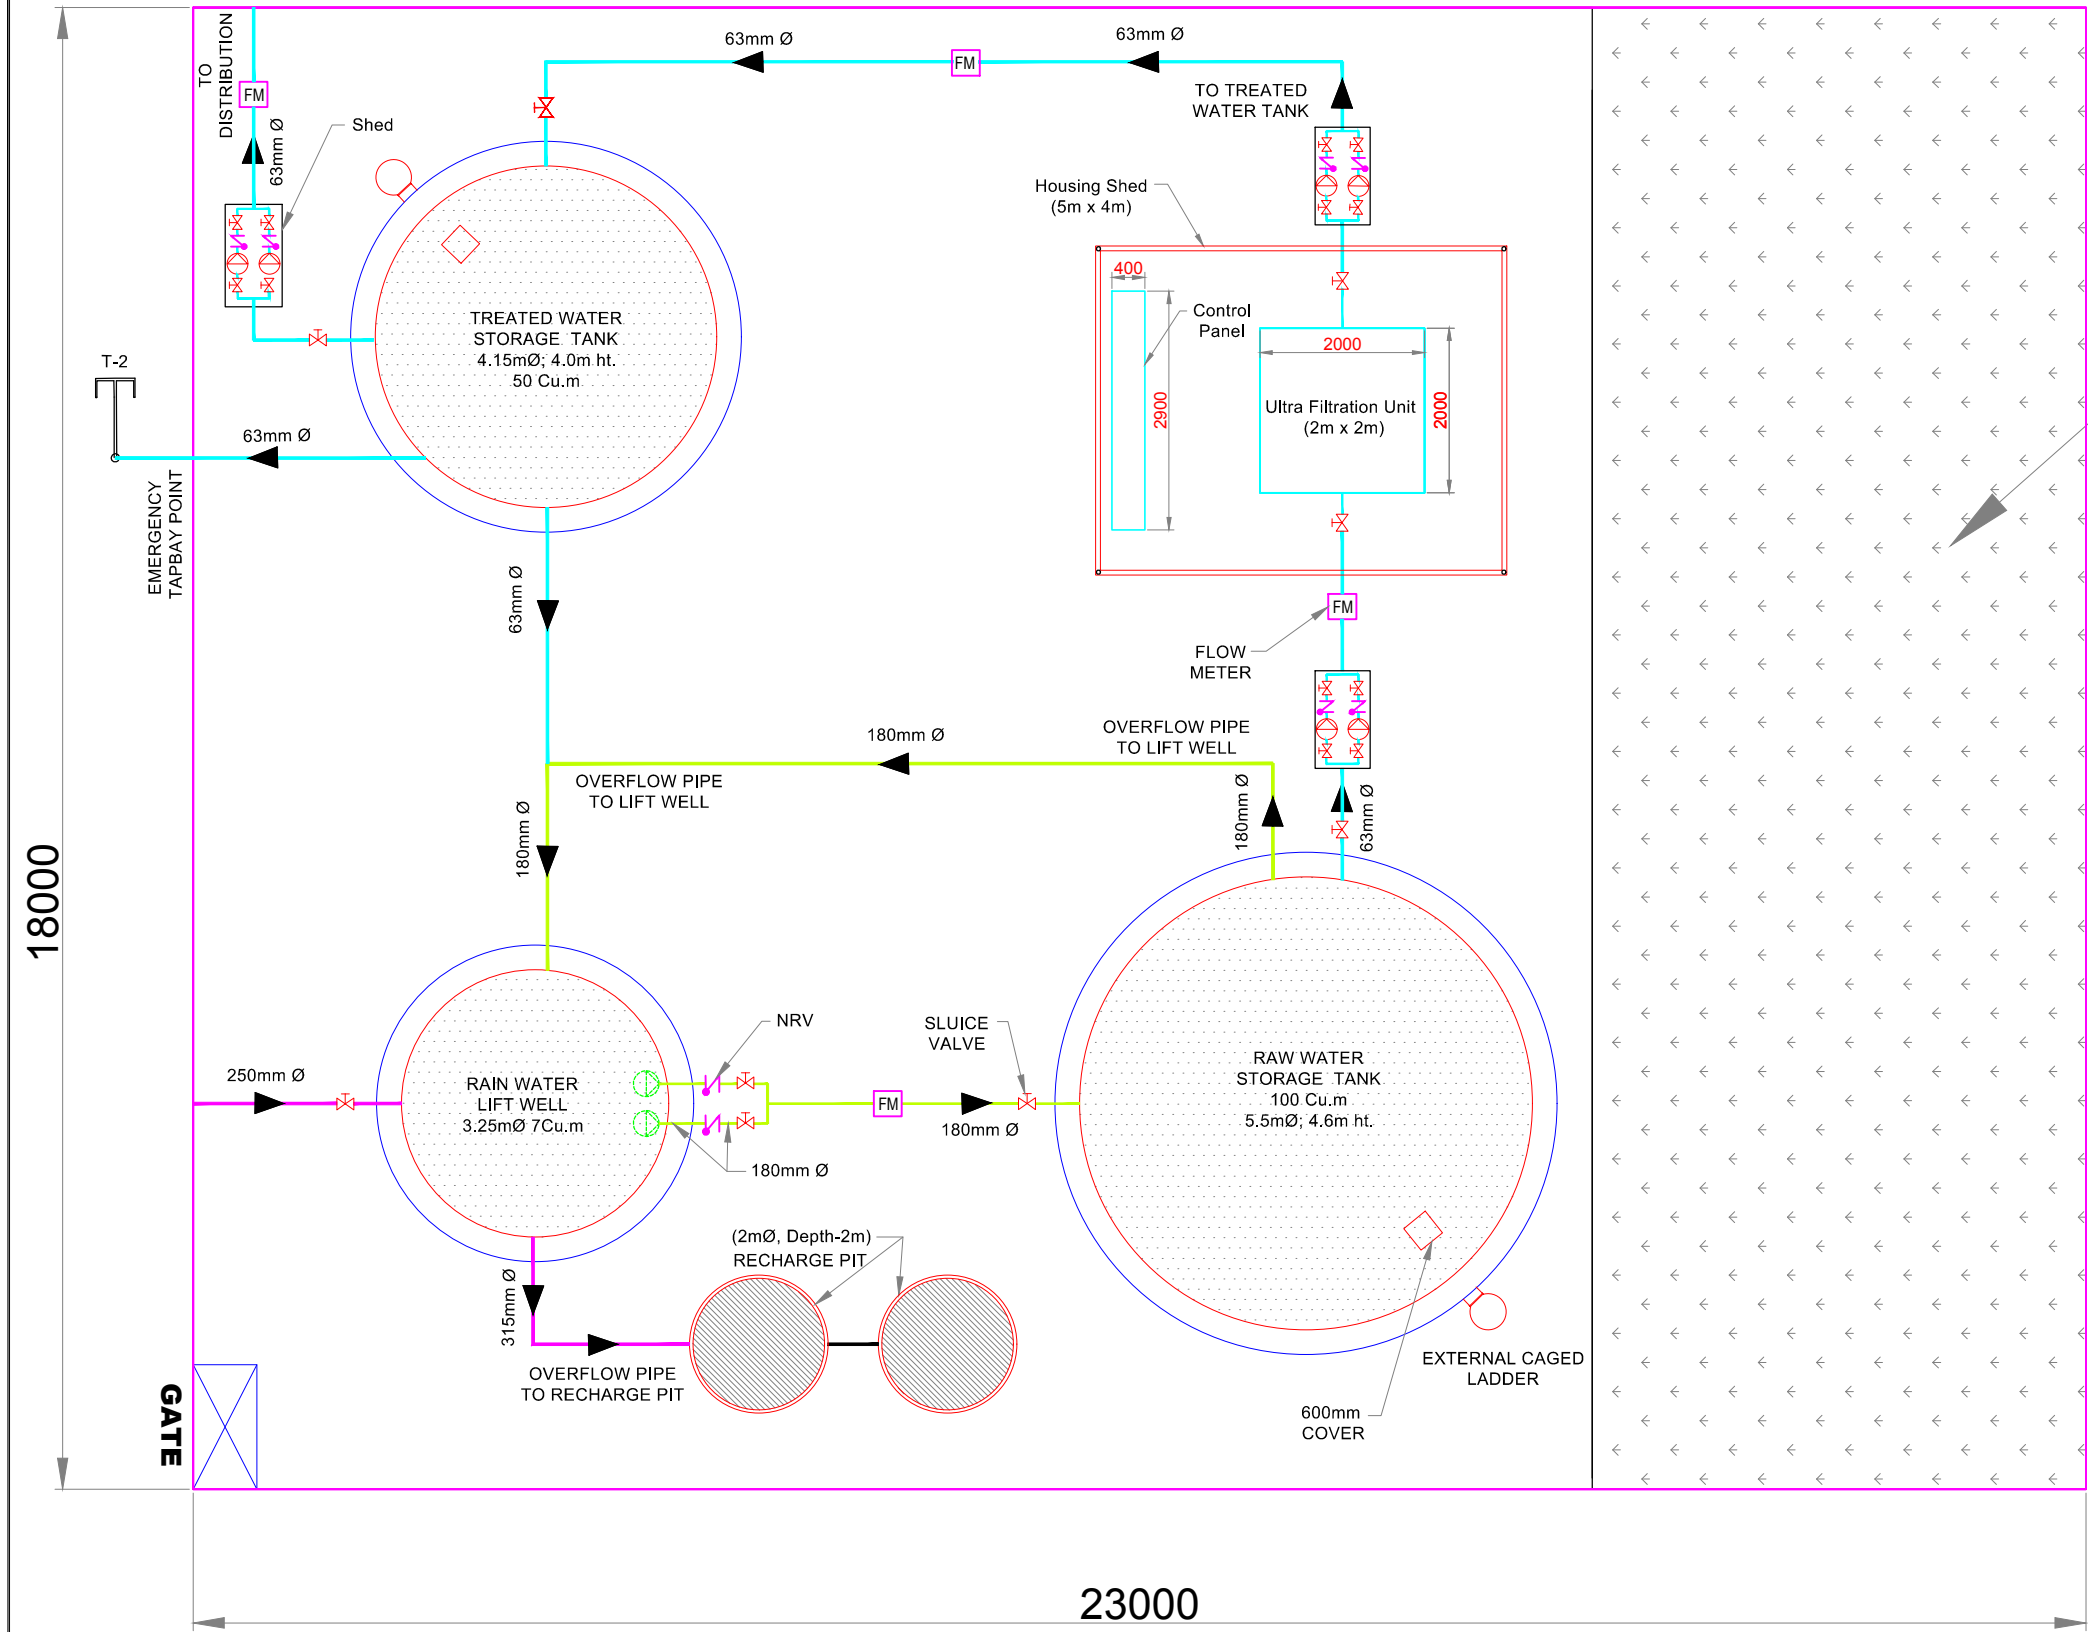 TO
DISTRIBUTION
FM
63mm Ø
Shed
63mm Ø
FM
63mm Ø
TO TREATED
WATER TANK
Housing Shed
(5m x 4m)
400
Control
Panel
2900
2000
2000
Ultra Filtration Unit
(2m x 2m)
TREATED WATER
STORAGE TANK
4.15mØ; 4.0m ht.
50 Cu.m
T-2
63mm Ø
EMERGENCY
TAPBAY POINT
63mm Ø
FM
FLOW
METER
180mm Ø
OVERFLOW PIPE
TO LIFT WELL
OVERFLOW PIPE
TO LIFT WELL
180mm Ø
180mm Ø
63mm Ø
18000
NRV
SLUICE
VALVE
250mm Ø
RAIN WATER
LIFT WELL
3.25mØ 7Cu.m
FM
180mm Ø
180mm Ø
RAW WATER
STORAGE TANK
100 Cu.m
5.5mØ; 4.6m ht.
(2mØ, Depth-2m)
RECHARGE PIT
315mm Ø
OVERFLOW PIPE
TO RECHARGE PIT
EXTERNAL CAGED
LADDER
600mm
COVER
GATE
23000